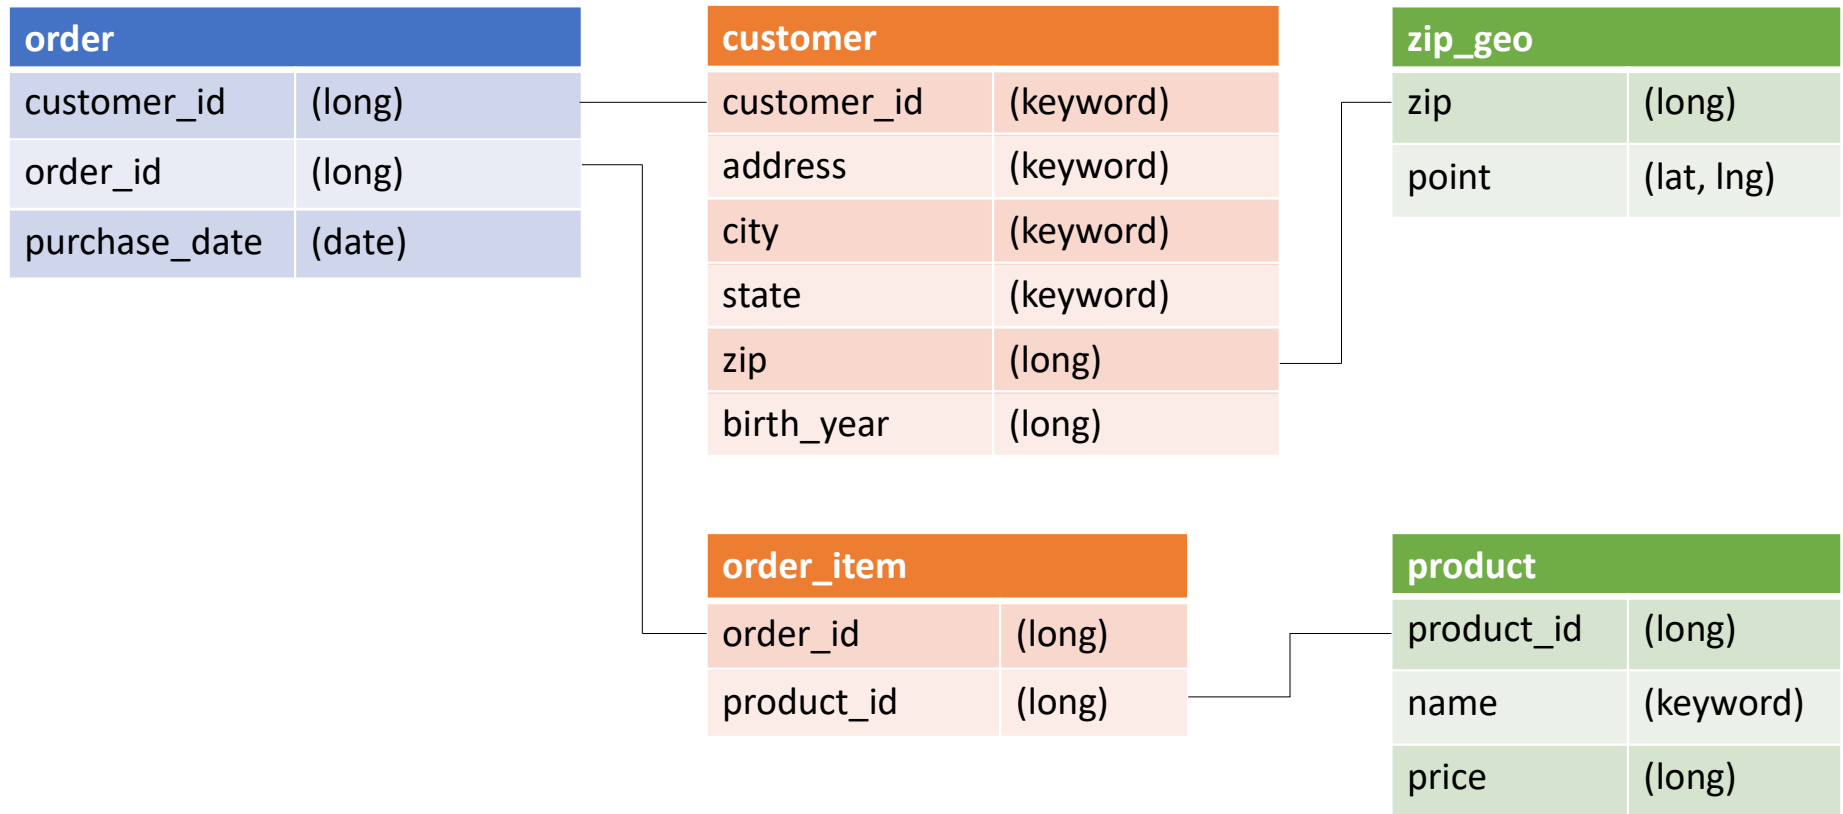 order
customer_id (long)
order_id (long)
purchase_date (date)
customer
customer_id (keyword)
address (keyword)
city (keyword)
state (keyword)
zip (long)
birth_year (long)
zip_geo
zip (long)
point (lat, lng)
order_item
order_id (long)
product_id (long)
product
product_id (long)
name (keyword)
price (long)